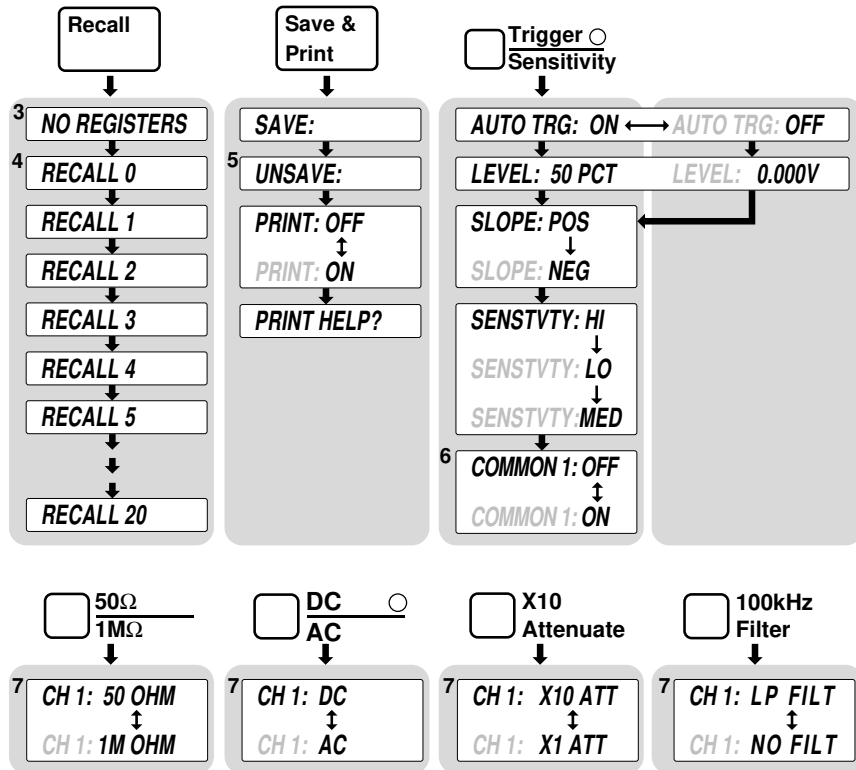 Recall
Save &
Print
Trigger
Sensitivity
3 NO REGISTERS
4 RECALL 0
RECALL 1
RECALL 2
RECALL 3
RECALL 4
RECALL 5
RECALL 20
SAVE:
5 UNSAVE:
PRINT: OFF
PRINT: ON
PRINT HELP?
AUTO TRG: ON
AUTO TRG: OFF
LEVEL: 50 PCT
LEVEL: 0.000V
SLOPE: POS
SLOPE: NEG
SENSTVTY: HI
SENSTVTY: LO
SENSTVTY: MED
6 COMMON 1: OFF
COMMON 1: ON
50Ω
1MΩ
7 CH 1: 50 OHM
CH 1: 1M OHM
DC
AC
7 CH 1: DC
CH 1: AC
X10
Attenuate
7 CH 1: X10 ATT
CH 1: X1 ATT
100kHz
Filter
7 CH 1: LP FILT
CH 1: NO FILT